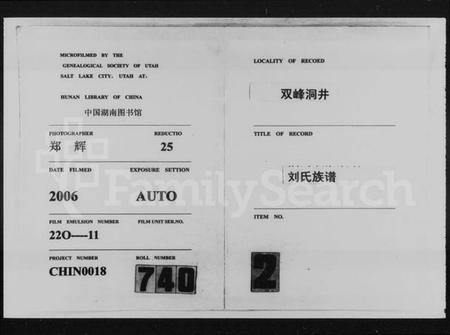 MICROFILMED BY THE
GENEALOGICAL SOCIETY OF UTAH
SALT LAKE CITY. UTAH AT.
HUNAN LIBRARY OF CHINA
中国湖南图书馆
PHOTOGRAPHER REDUCTIO
郑 辉 25
DATE FILMED EXPOSURE SETTION
2006 AUTO
FILM EMULSION NUMBER FILM UNIT SER.NO.
22O----11
PROJECT NUMBER ROLL NUMBER
CHIN0018 740
LOCALITY OF RECORD
双峰洞井
TITLE OF RECORD
刘氏族谱
ITEM NO.
2
FamilySearch